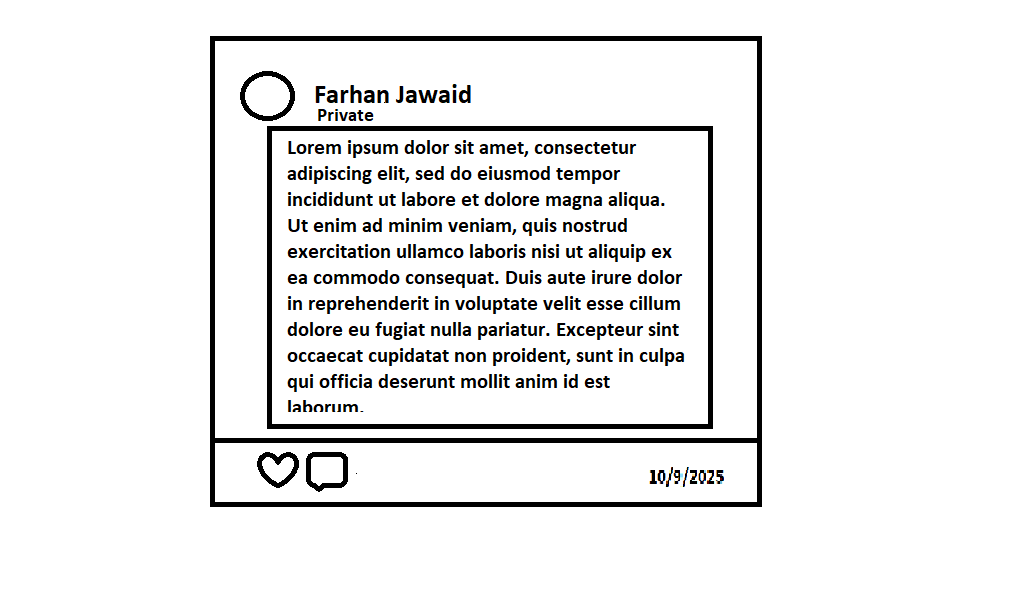 Farhan Jawaid
Private
Lorem ipsum dolor sit amet, consectetur
adipiscing elit, sed do eiusmod tempor
incididunt ut labore et dolore magna aliqua.
Ut enim ad minim veniam, quis nostrud
exercitation ullamco laboris nisi ut aliquip ex
ea commodo consequat. Duis aute irure dolor
in reprehenderit in voluptate velit esse cillum
dolore eu fugiat nulla pariatur. Excepteur sint
occaecat cupidatat non proident, sunt in culpa
qui officia deserunt mollit anim id est
laborum.
10/9/2025